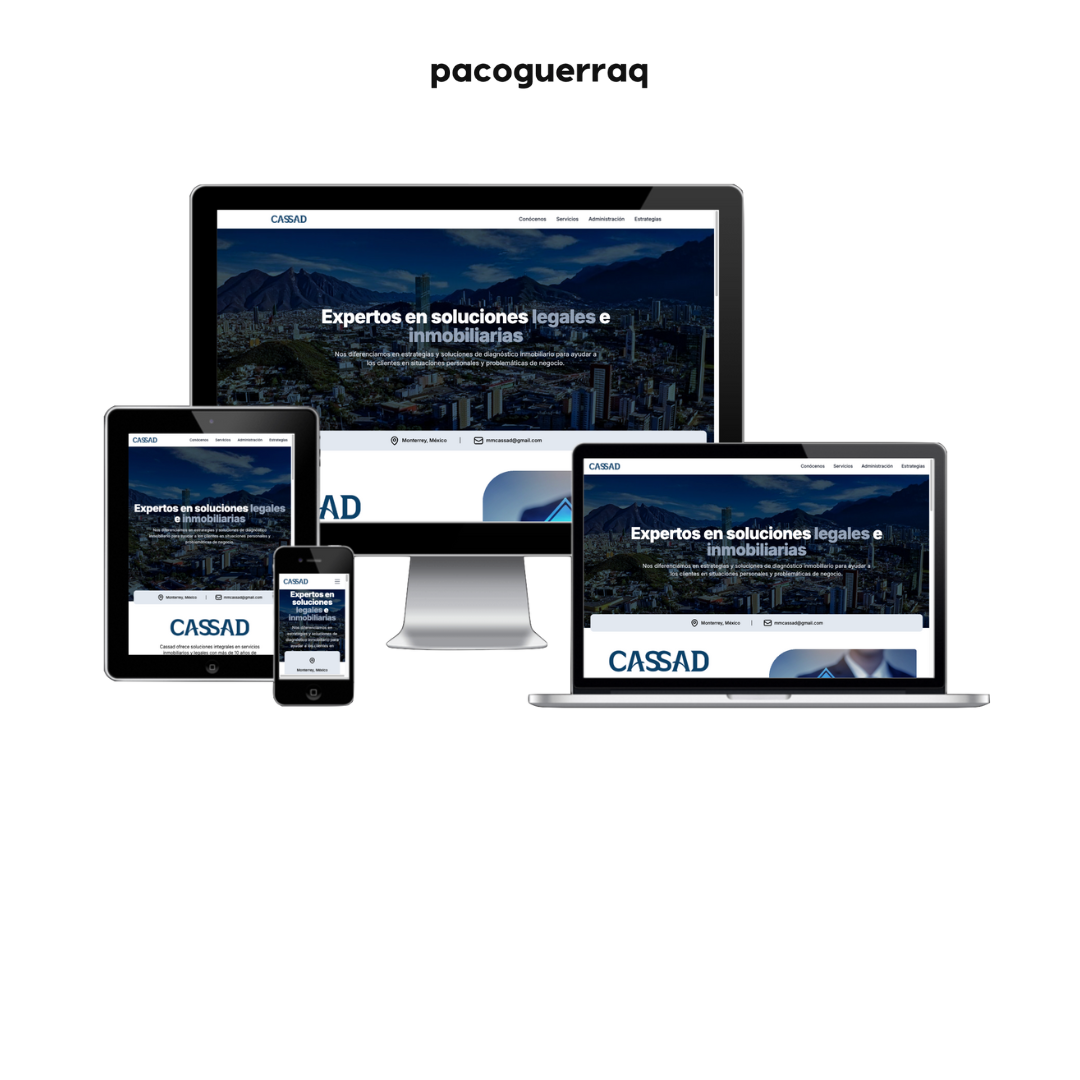 pacoguerraq
CASSAD
Conócenos Servicios Administración Estrategias
Expertos en soluciones legales e
inmobiliarias
Nos diferenciamos en estrategias y soluciones de diagnóstico inmobiliario para ayudar a
los clientes en situaciones personales y problemáticas de negocio.
Monterrey, México | mmcassad@gmail.com
AD
CASSAD
Conócenos Servicios Administración Estrategias
Expertos en soluciones legales
e inmobiliarias
Nos diferenciamos en estrategias y soluciones de diagnóstico
inmobiliario para ayudar a los clientes en situaciones personales y
problemáticas de negocio.
Monterrey, México | mmcassad@gmail.com
CASSAD
Cassad ofrece soluciones integrales en servicios
inmobiliarios y legales con más de 10 años de
CASSAD
Expertos en
soluciones
legales e
inmobiliarias
Nos diferenciamos en
estrategias y soluciones de
diagnóstico inmobiliario para
ayudar a los clientes en
Monterrey, México
CASSAD
Conócenos Servicios Administración Estrategias
Expertos en soluciones legales e
inmobiliarias
Nos diferenciamos en estrategias y soluciones de diagnóstico inmobiliario para ayudar a
los clientes en situaciones personales y problemáticas de negocio.
Monterrey, México | mmcassad@gmail.com
CASSAD